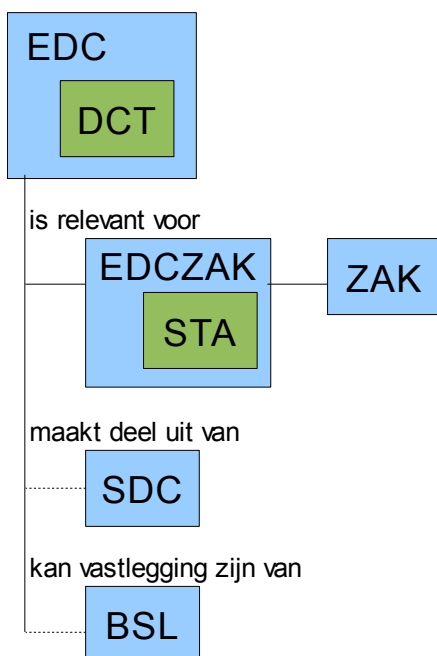 EDC
DCT
is relevant voor
EDCZAK
ZAK
STA
maakt deel uit van
SDC
kan vastlegging zijn van
BSL